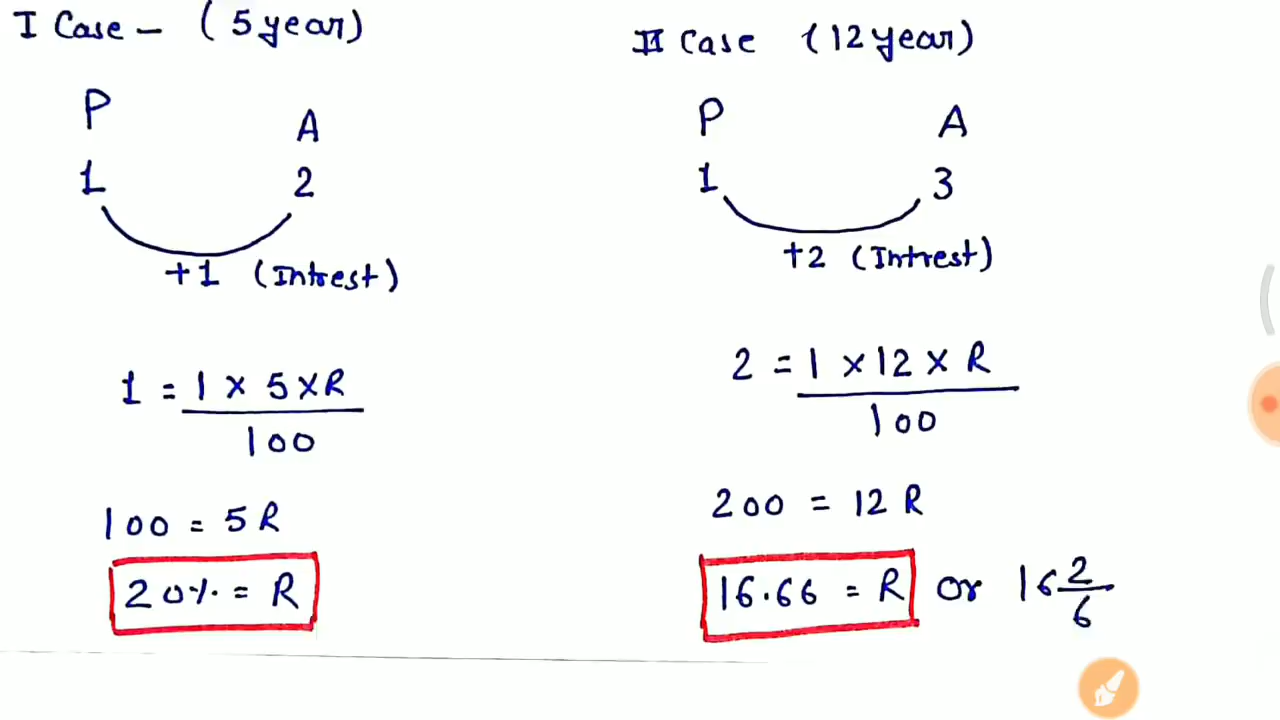 I Case - (5 year)
P A
1 2
+1 (Intrest)
1 = 1 × 5 × R
100
100 = 5 R
20% = R
II Case (12 year)
P A
1 3
+2 (Intrest)
2 = 1 × 12 × R
100
200 = 12 R
16.66 = R or 16 2/6